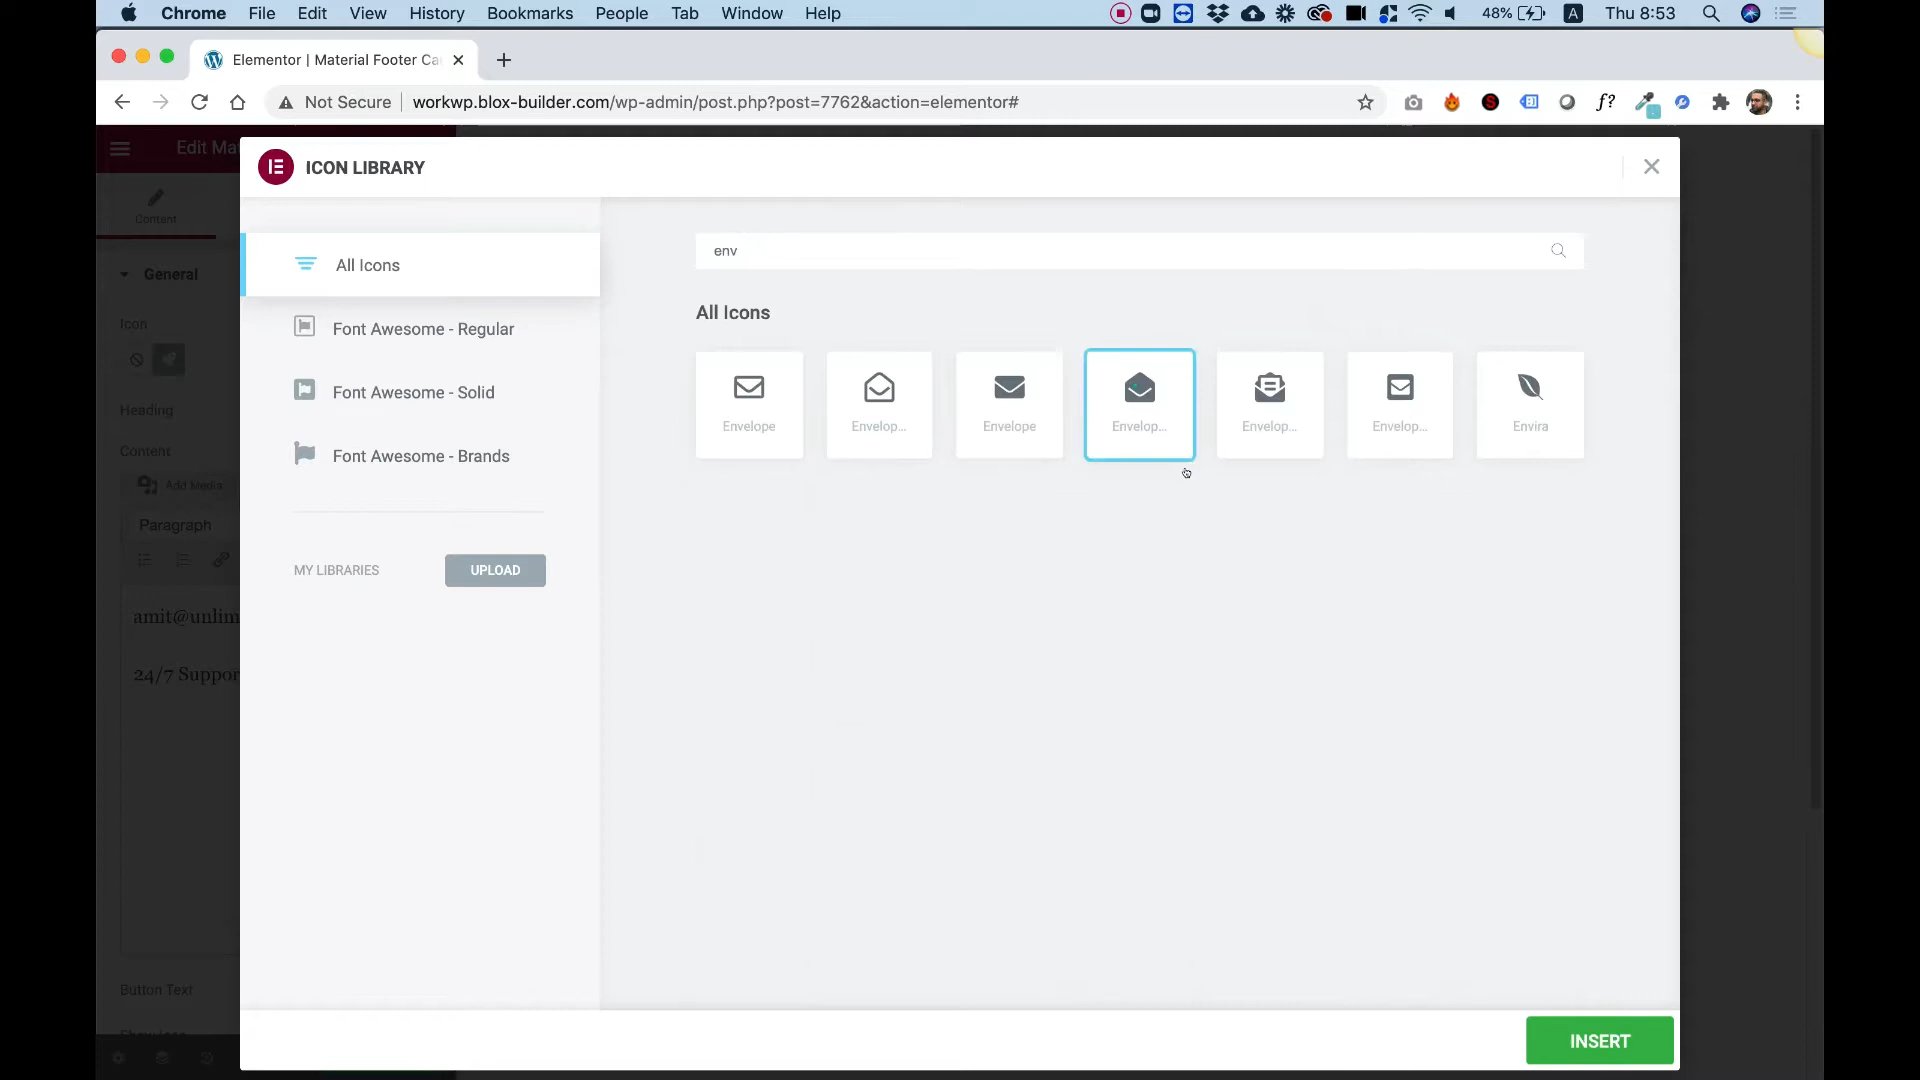 Chrome File Edit View History Bookmarks People Tab Window Help 48% A Thu 8:53
Elementor | Material Footer Ca
Not Secure workwp.blox-builder.com/wp-admin/post.php?post=7762&action=elementor#
f?
Edit Ma
ICON LIBRARY
Content
env
All Icons
General
All Icons
Icon
Font Awesome - Regular
Font Awesome - Solid
Heading
Envelope Envelop... Envelope Envelop... Envelop... Envelop... Envira
Content
Font Awesome - Brands
Add Media
Paragraph
MY LIBRARIES UPLOAD
amit@unlim
24/7 Suppor
Button Text
INSERT